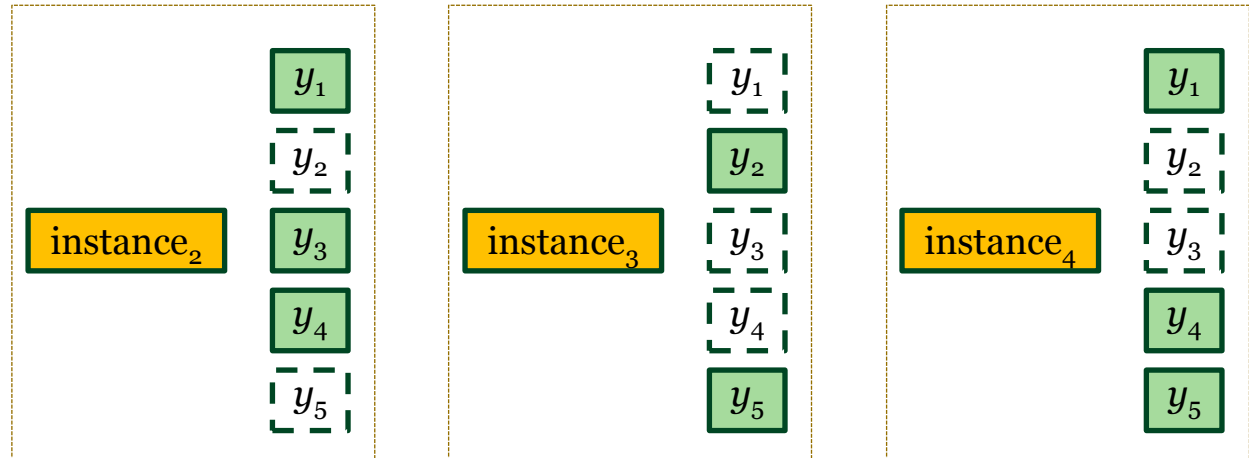 y₁
y₂
instance₂
y₃
y₄
y₅
y₁
y₂
instance₃
y₃
y₄
y₅
y₁
y₂
instance₄
y₃
y₄
y₅